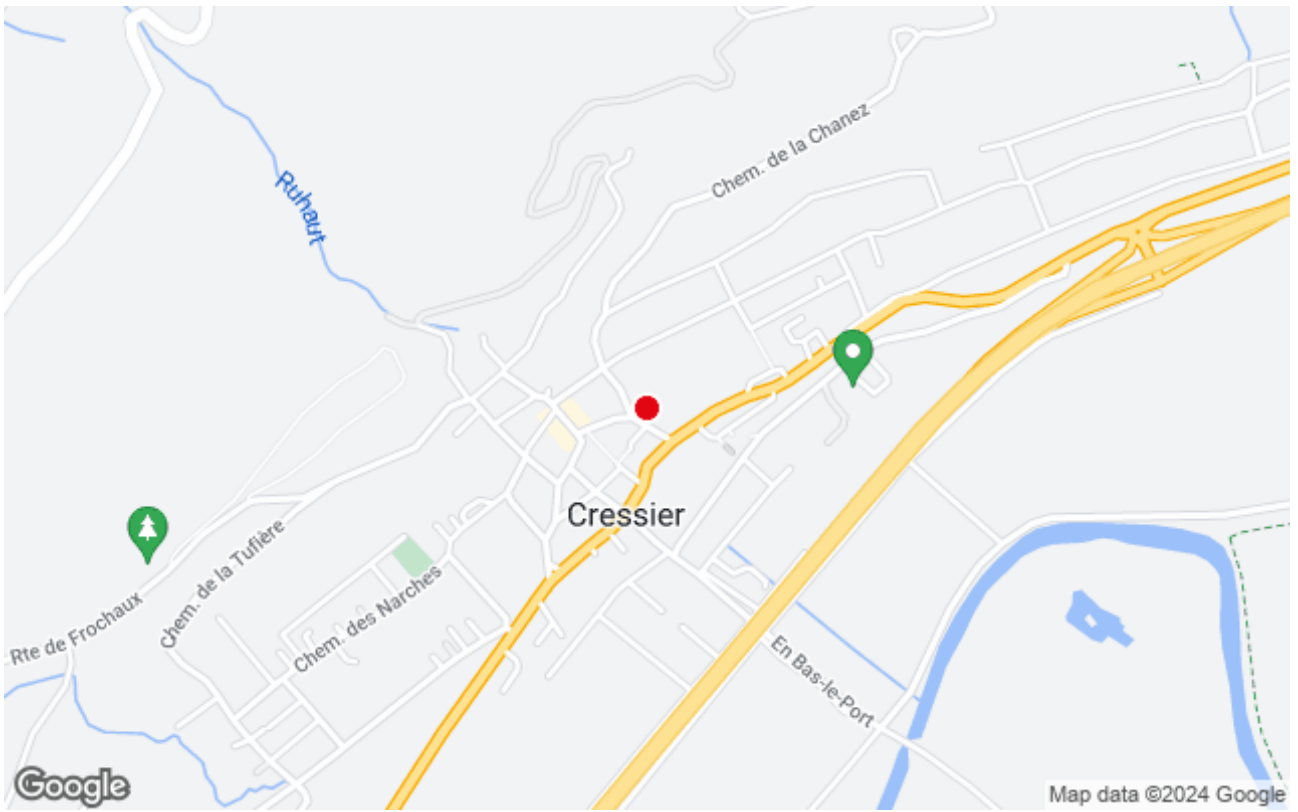 Chem. de la Chanez
Ruhaut
Cressier
Chem. de la Tufière
Chem. des Narches
Rte de Frochaux
En Bas-le-Port
Google
Map data ©2024 Google